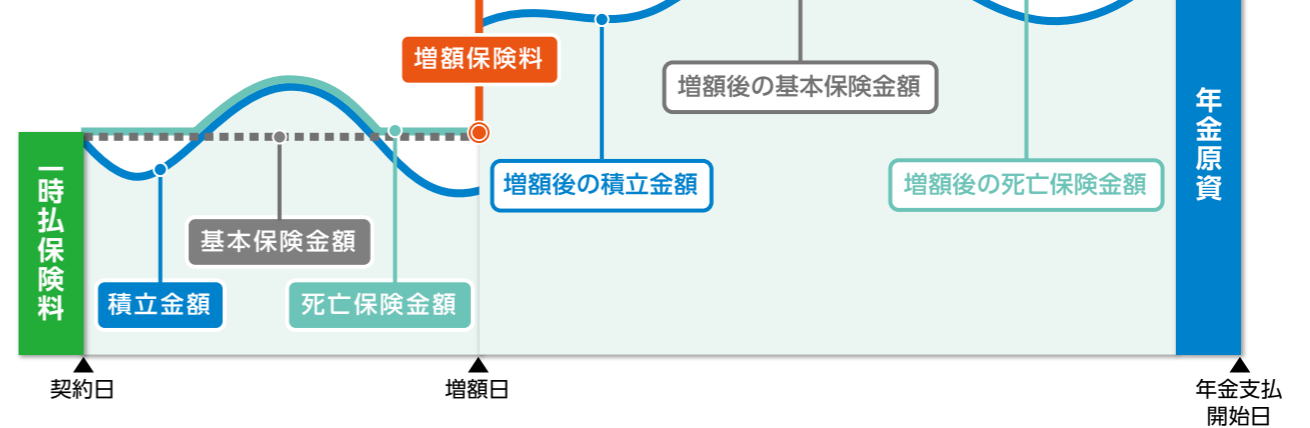 増額保険料
増額後の基本保険金額
年金原資
一時払保険料
増額後の積立金額
増額後の死亡保険金額
基本保険金額
積立金額
死亡保険金額
契約日
増額日
年金支払
開始日